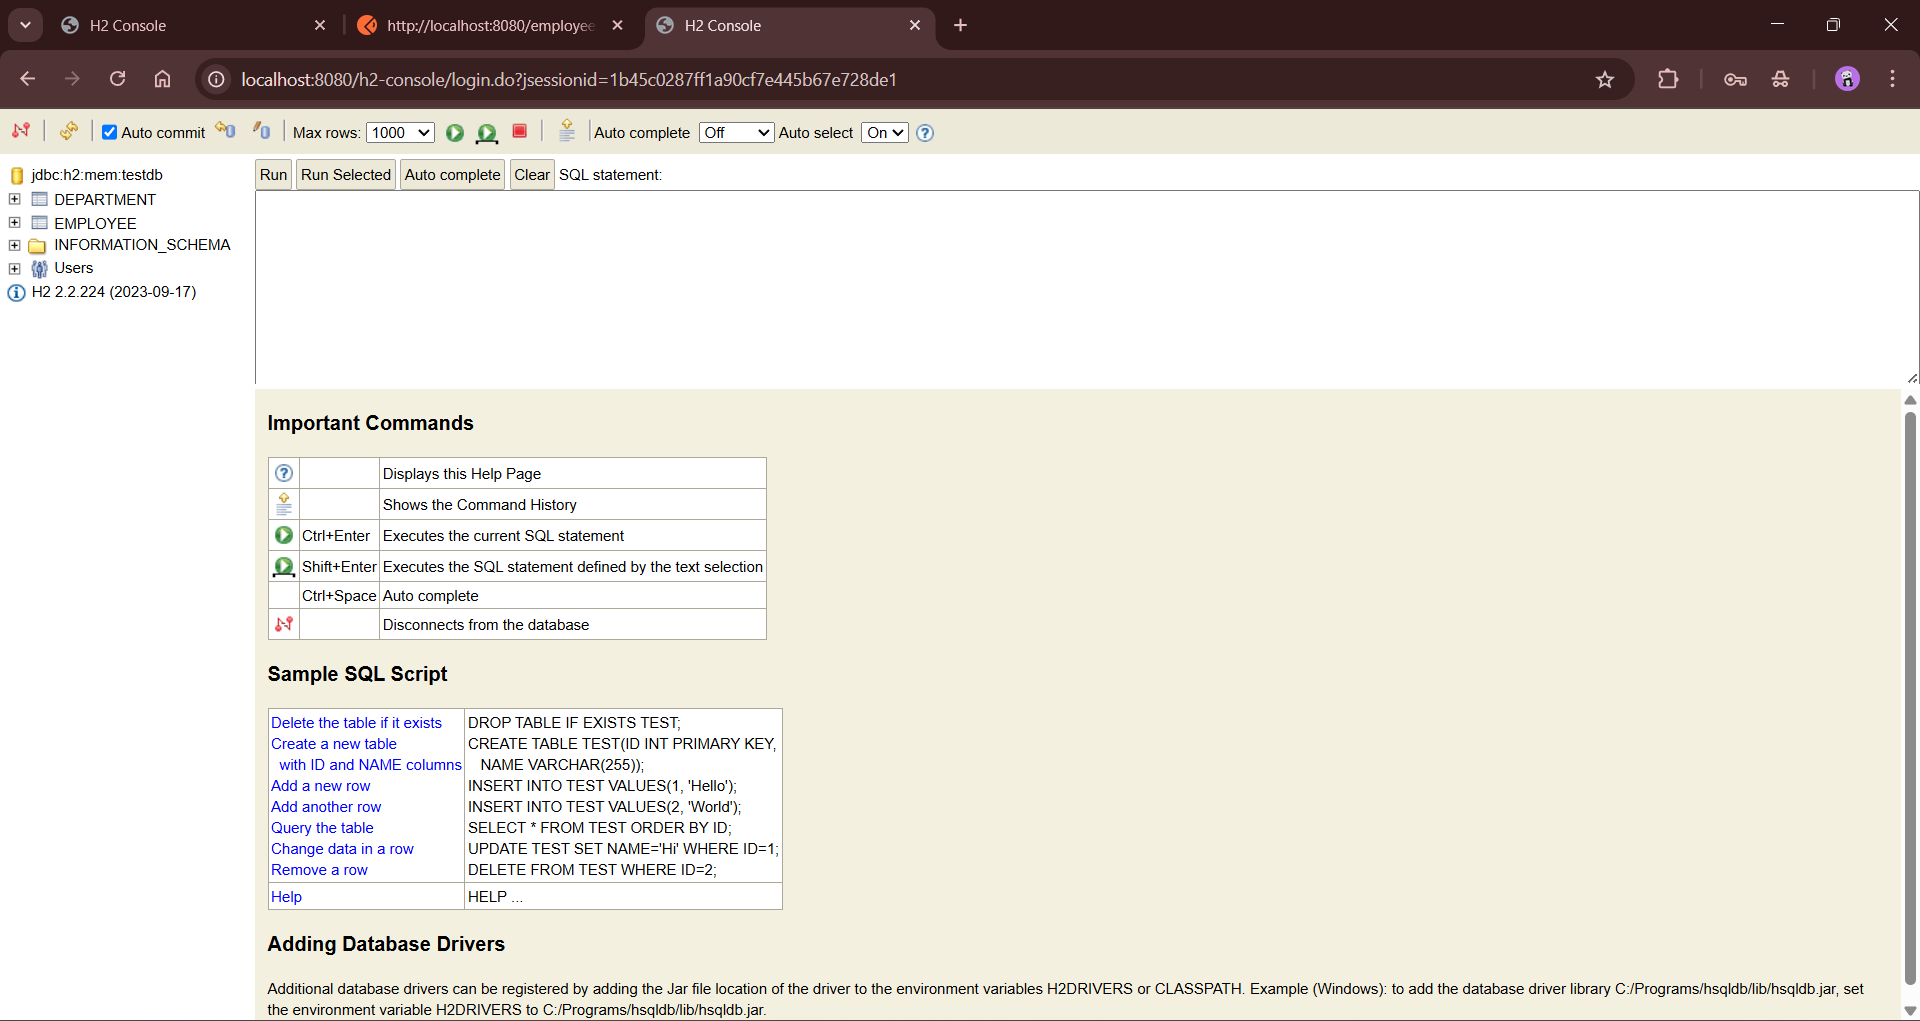 H2 Console
http://localhost:8080/employee
H2 Console
localhost:8080/h2-console/login.do?jsessionid=1b45c0287ff1a90cf7e445b67e728de1
Auto commit
Max rows: 1000
Auto complete Off Auto select On
jdbc:h2:mem:testdb
DEPARTMENT
EMPLOYEE
INFORMATION_SCHEMA
Users
H2 2.2.224 (2023-09-17)
Run Run Selected Auto complete Clear SQL statement:
Important Commands
Displays this Help Page
Shows the Command History
Ctrl+Enter Executes the current SQL statement
Shift+Enter Executes the SQL statement defined by the text selection
Ctrl+Space Auto complete
Disconnects from the database
Sample SQL Script
Delete the table if it exists DROP TABLE IF EXISTS TEST;
Create a new table CREATE TABLE TEST(ID INT PRIMARY KEY,
with ID and NAME columns NAME VARCHAR(255));
Add a new row INSERT INTO TEST VALUES(1, 'Hello');
Add another row INSERT INTO TEST VALUES(2, 'World');
Query the table SELECT * FROM TEST ORDER BY ID;
Change data in a row UPDATE TEST SET NAME='Hi' WHERE ID=1;
Remove a row DELETE FROM TEST WHERE ID=2;
Help HELP ...
Adding Database Drivers
Additional database drivers can be registered by adding the Jar file location of the driver to the environment variables H2DRIVERS or CLASSPATH. Example (Windows): to add the database driver library C:/Programs/hsqldb/lib/hsqldb.jar, set
the environment variable H2DRIVERS to C:/Programs/hsqldb/lib/hsqldb.jar.